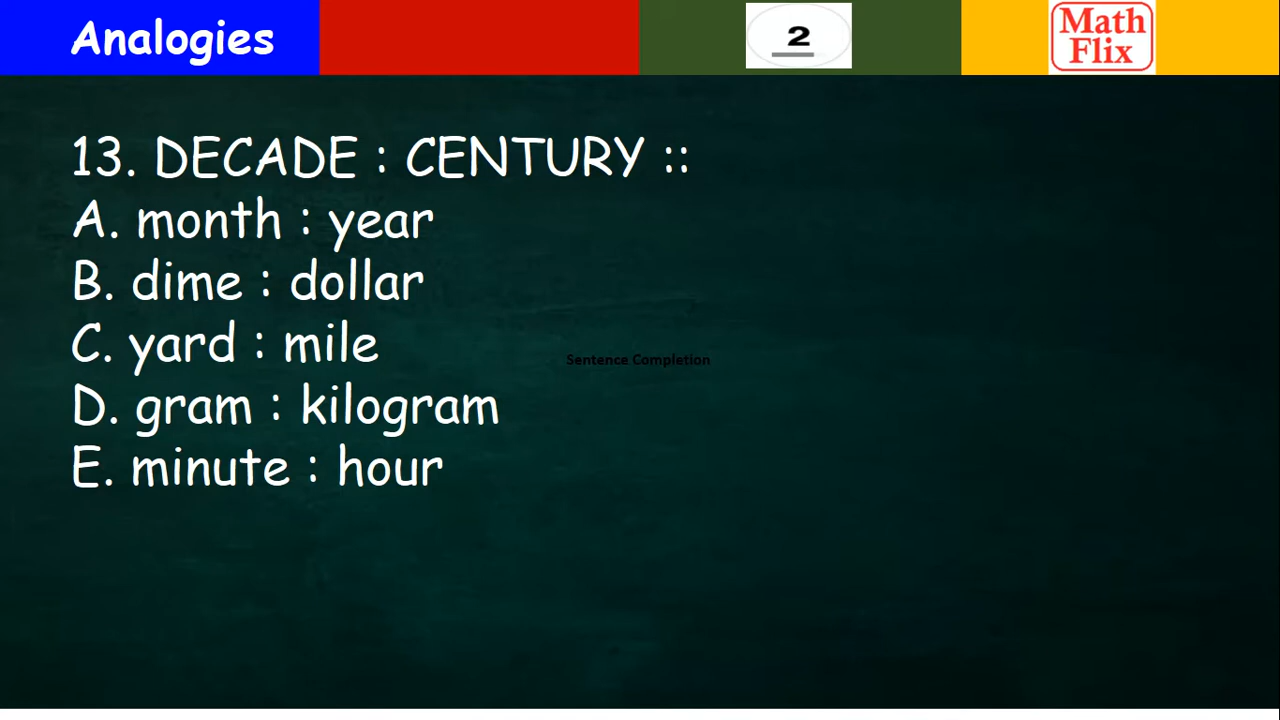 Analogies
2
Math
Flix
13. DECADE : CENTURY ::
A. month : year
B. dime : dollar
C. yard : mile
Sentence Completion
D. gram : kilogram
E. minute : hour